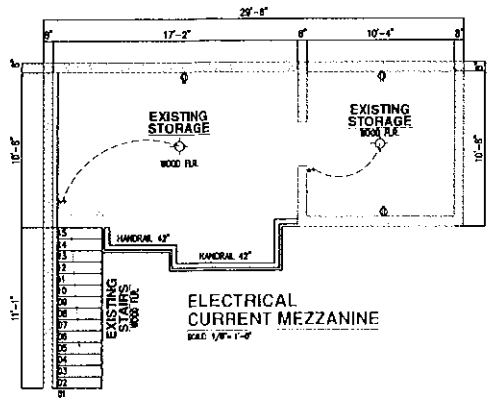 29'-8"
8" 17'-2" 6" 10'-4" 8"
EXISTING
STORAGE
WOOD FLR.
EXISTING
STORAGE
WOOD FLR.
10'-8"
10'-8"
HANDRAIL 42"
HANDRAIL 42"
15
14
13
12
11
10
09
08
07
06
05
04
03
02
01
EXISTING
STAIRS
WOOD FLR.
11'-1"
ELECTRICAL
CURRENT MEZZANINE
SCALE: 1/8"= 1'-0"